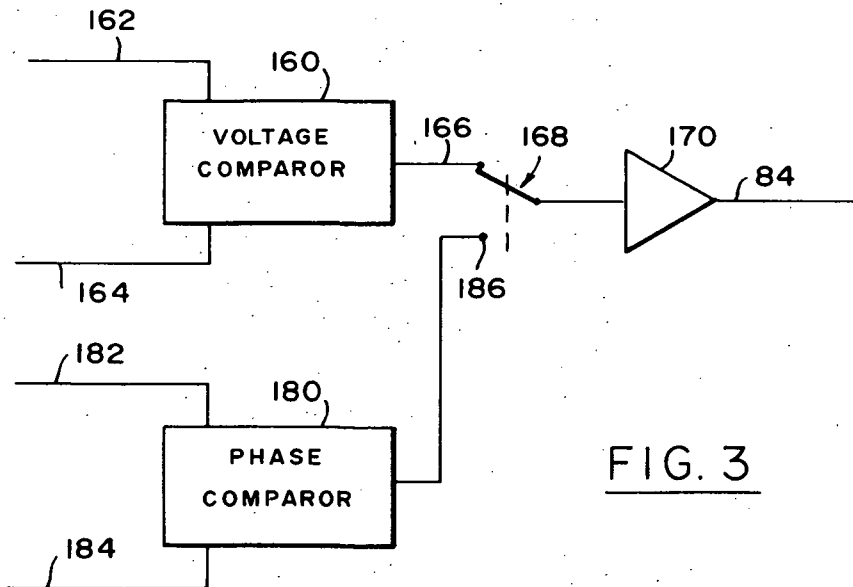 162
160
VOLTAGE
COMPAROR
166
168
170
84
164
186
182
180
PHASE
COMPAROR
184
FIG. 3